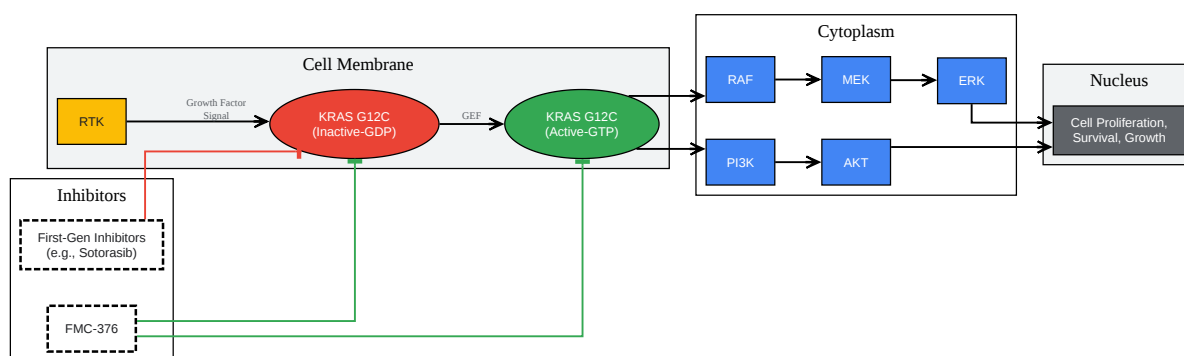 Cytoplasm
Cell Membrane
RAF
MEK
ERK
Nucleus
Growth Factor
Signal
RTK
KRAS G12C
(Inactive-GDP)
GEF
KRAS G12C
(Active-GTP)
Cell Proliferation,
Survival, Growth
PI3K
AKT
Inhibitors
First-Gen Inhibitors
(e.g., Sotorasib)
FMC-376